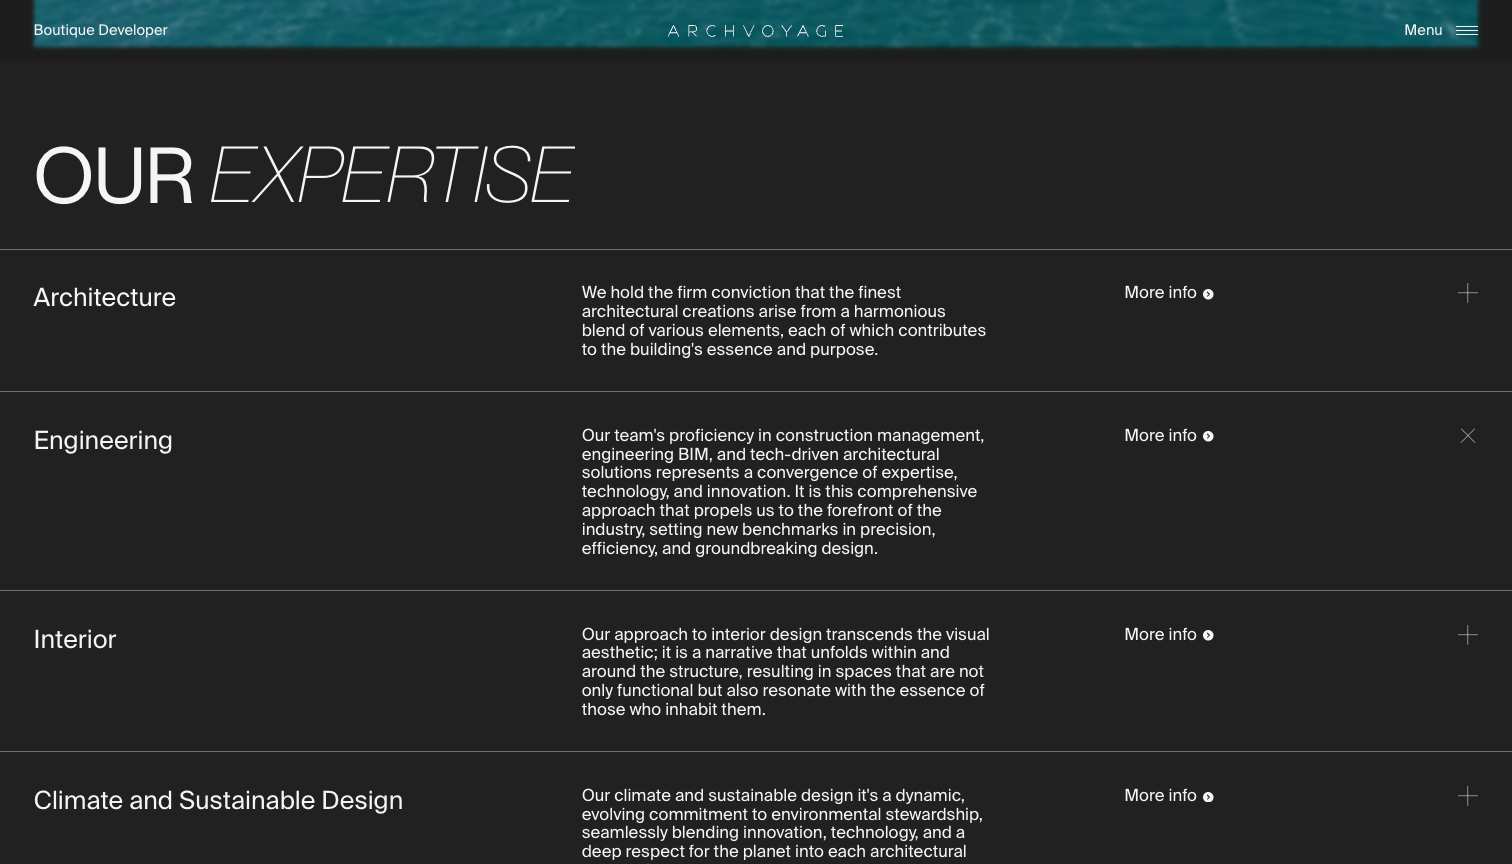 Boutique Developer
ARCHVOYAGE
Menu
OUR EXPERTISE
Architecture
We hold the firm conviction that the finest
architectural creations arise from a harmonious
blend of various elements, each of which contributes
to the building's essence and purpose.
More info
Engineering
Our team's proficiency in construction management,
engineering BIM, and tech-driven architectural
solutions represents a convergence of expertise,
technology, and innovation. It is this comprehensive
approach that propels us to the forefront of the
industry, setting new benchmarks in precision,
efficiency, and groundbreaking design.
More info
Interior
Our approach to interior design transcends the visual
aesthetic; it is a narrative that unfolds within and
around the structure, resulting in spaces that are not
only functional but also resonate with the essence of
those who inhabit them.
More info
Climate and Sustainable Design
Our climate and sustainable design it's a dynamic,
evolving commitment to environmental stewardship,
seamlessly blending innovation, technology, and a
deep respect for the planet into each architectural
More info